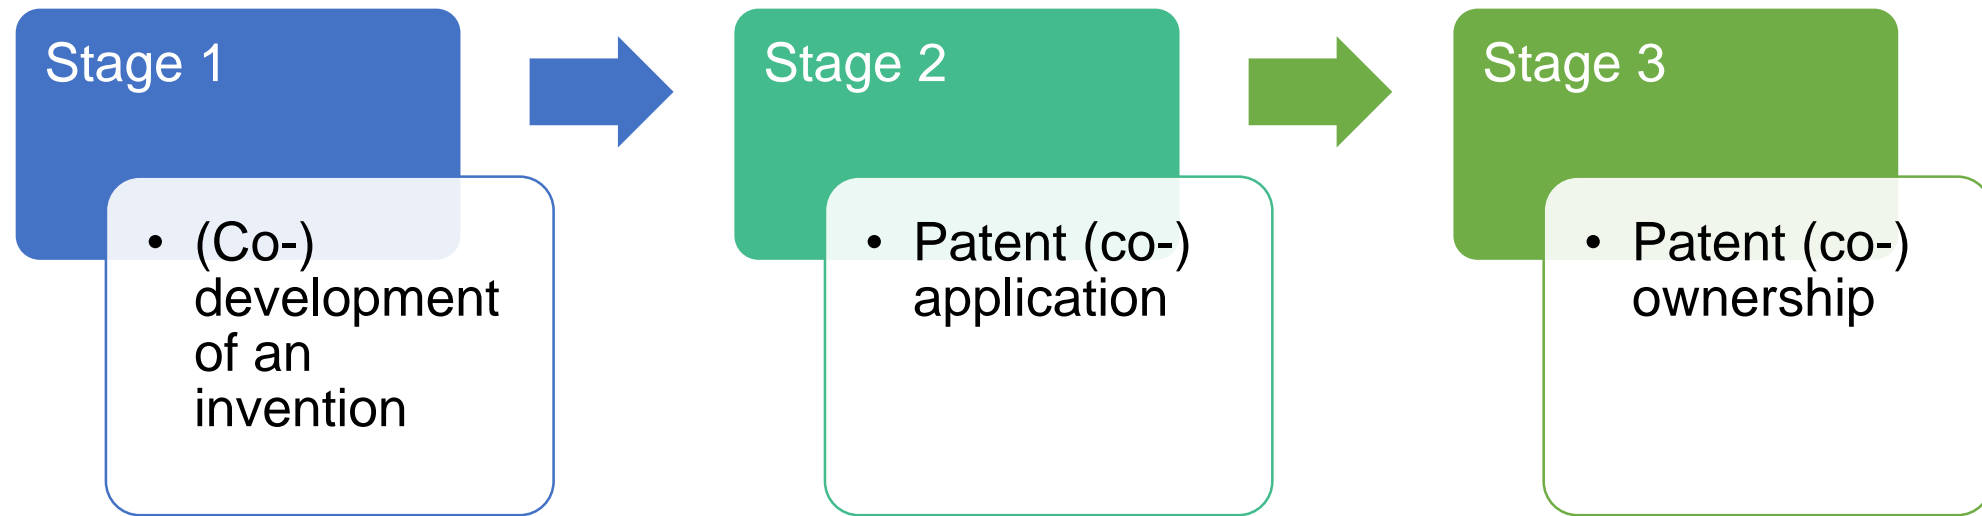 Stage 1
• (Co-)
development
of an
invention
Stage 2
• Patent (co-)
application
Stage 3
• Patent (co-)
ownership